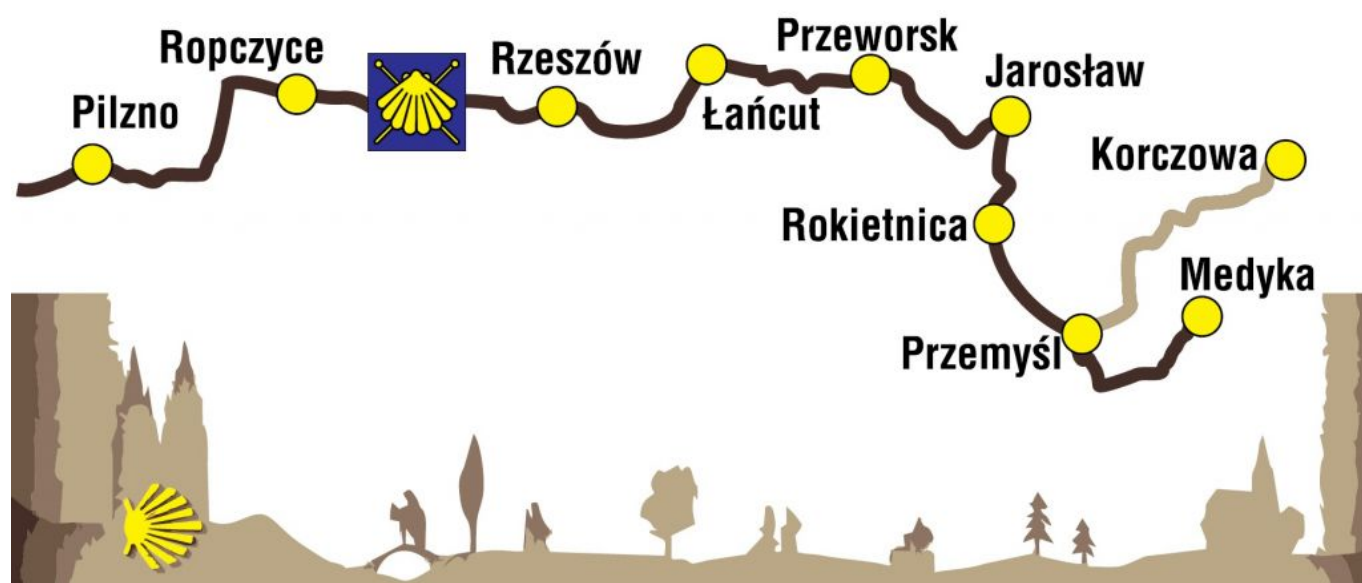 Pilzno
Ropczyce
Rzeszów
Łańcut
Przeworsk
Jarosław
Korczowa
Rokietnica
Medyka
Przemyśl